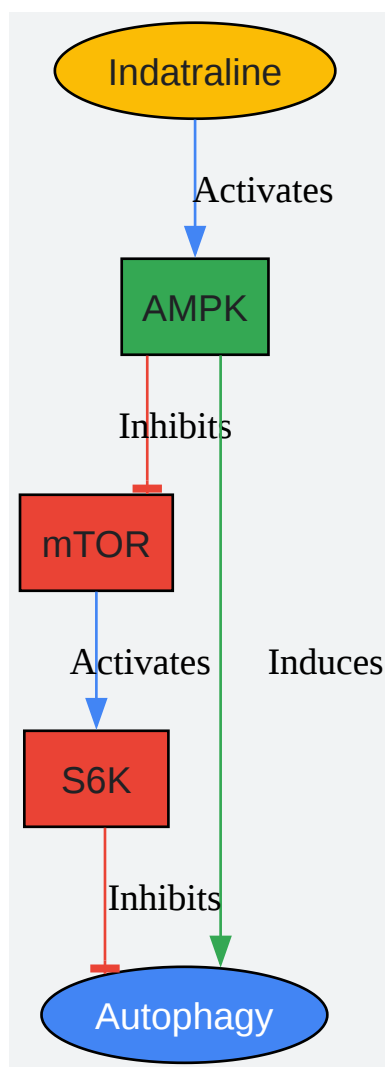 Indatraline
Activates
AMPK
Inhibits
mTOR
Activates
Induces
S6K
Inhibits
Autophagy